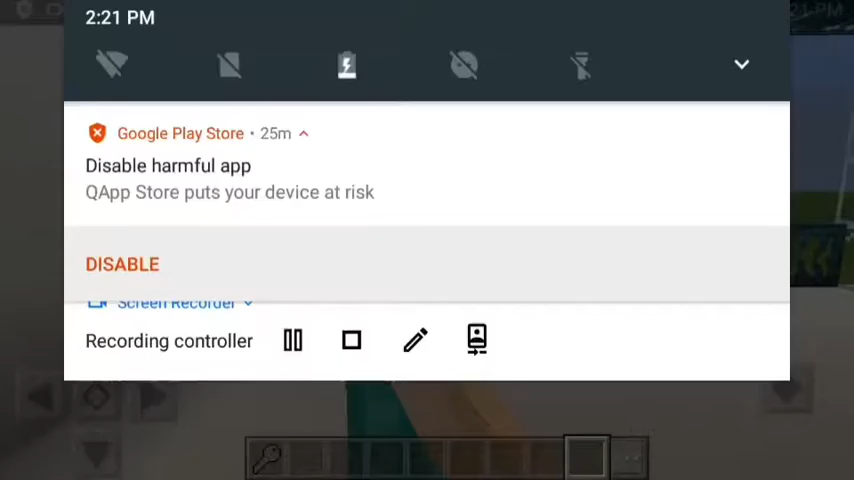 2:21 PM
Google Play Store • 25m
Disable harmful app
QApp Store puts your device at risk
DISABLE
Screen Recorder
Recording controller